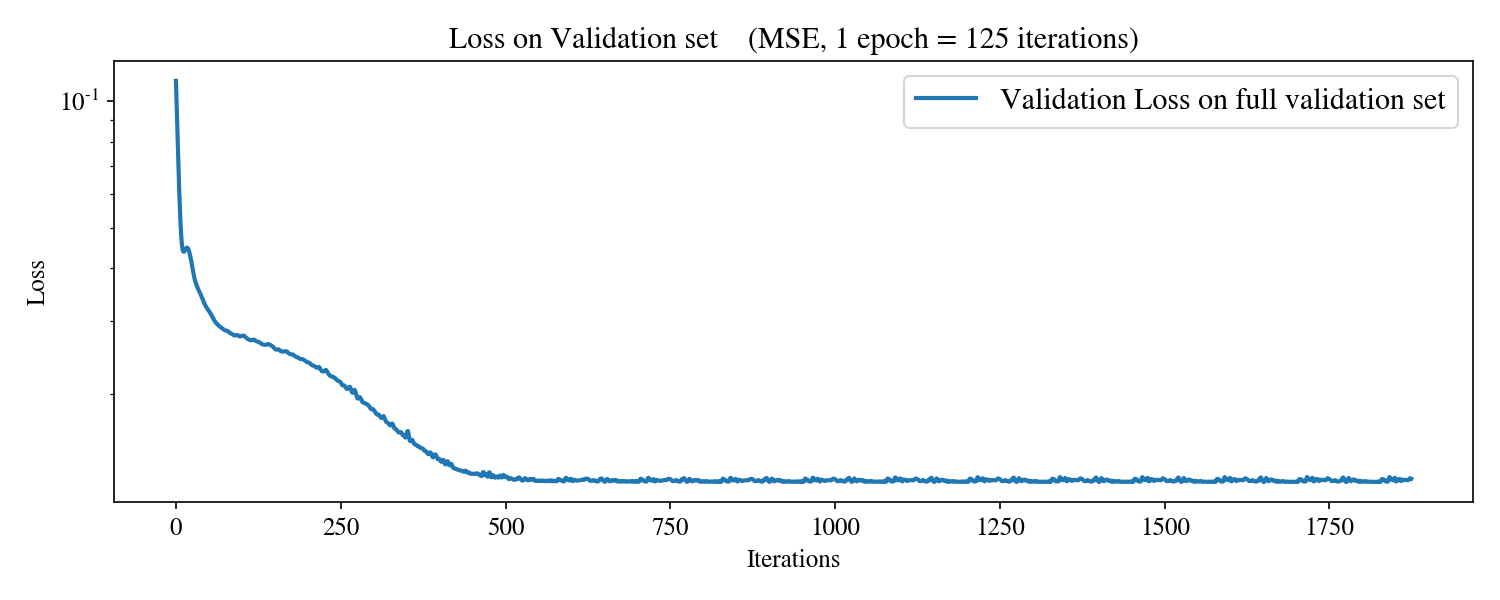 Loss on Validation set    (MSE, 1 epoch = 125 iterations)
Validation Loss on full validation set
10⁻¹
Loss
0 250 500 750 1000 1250 1500 1750
Iterations